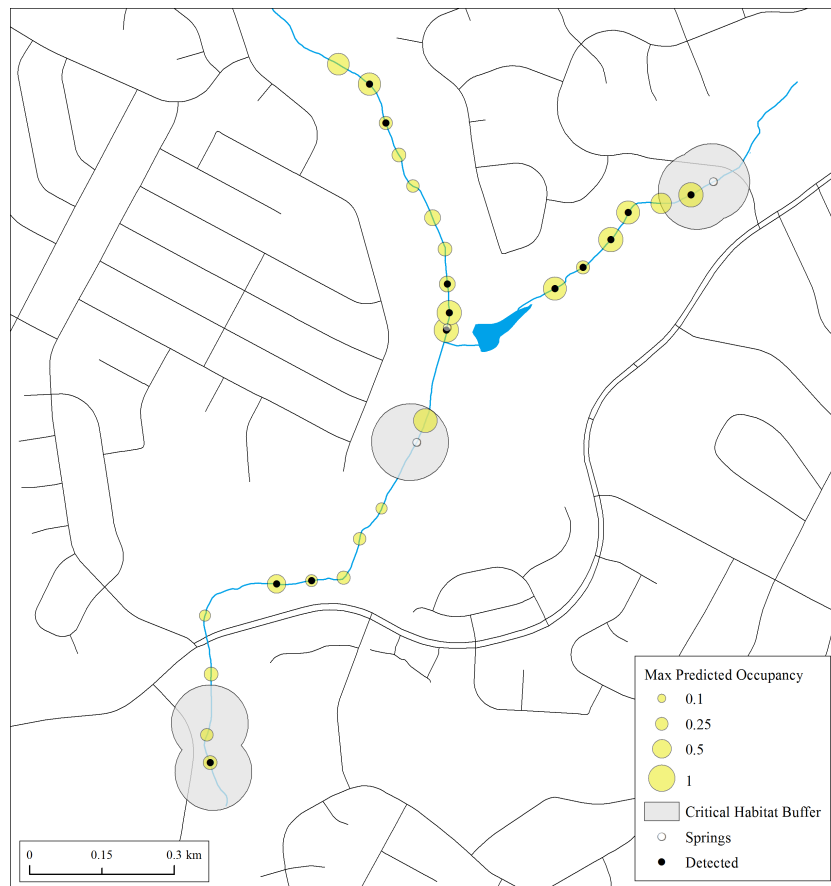 Max Predicted Occupancy
0.1
0.25
0.5
1
Critical Habitat Buffer
Springs
Detected
0 0.15 0.3 km